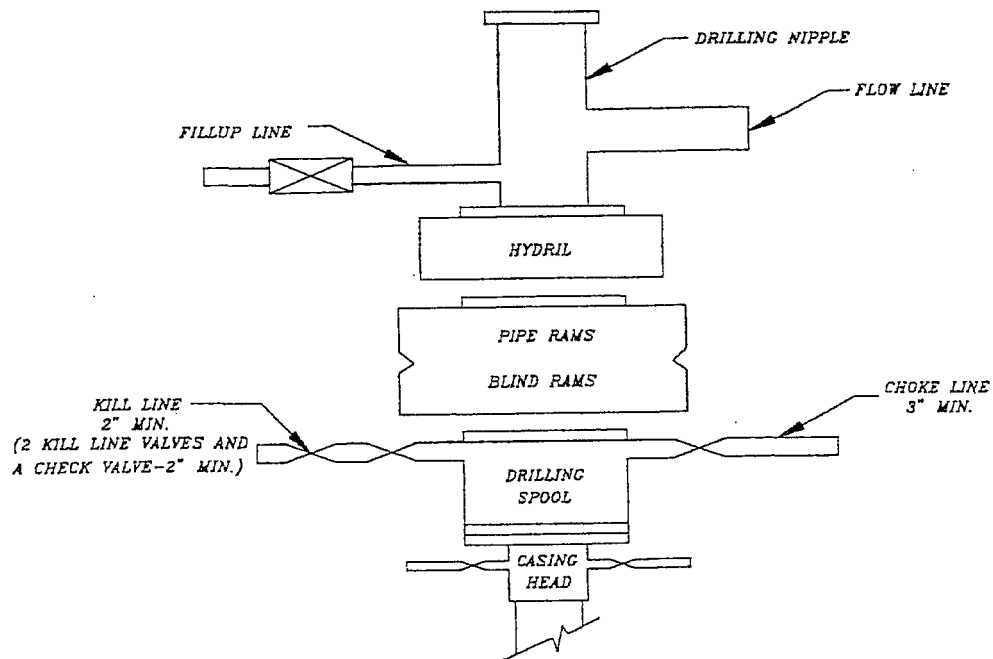 DRILLING NIPPLE
FLOW LINE
FILLUP LINE
HYDRIL
PIPE RAMS
BLIND RAMS
KILL LINE
2" MIN.
(2 KILL LINE VALVES AND
A CHECK VALVE-2" MIN.)
CHOKE LINE
3" MIN.
DRILLING
SPOOL
CASING
HEAD